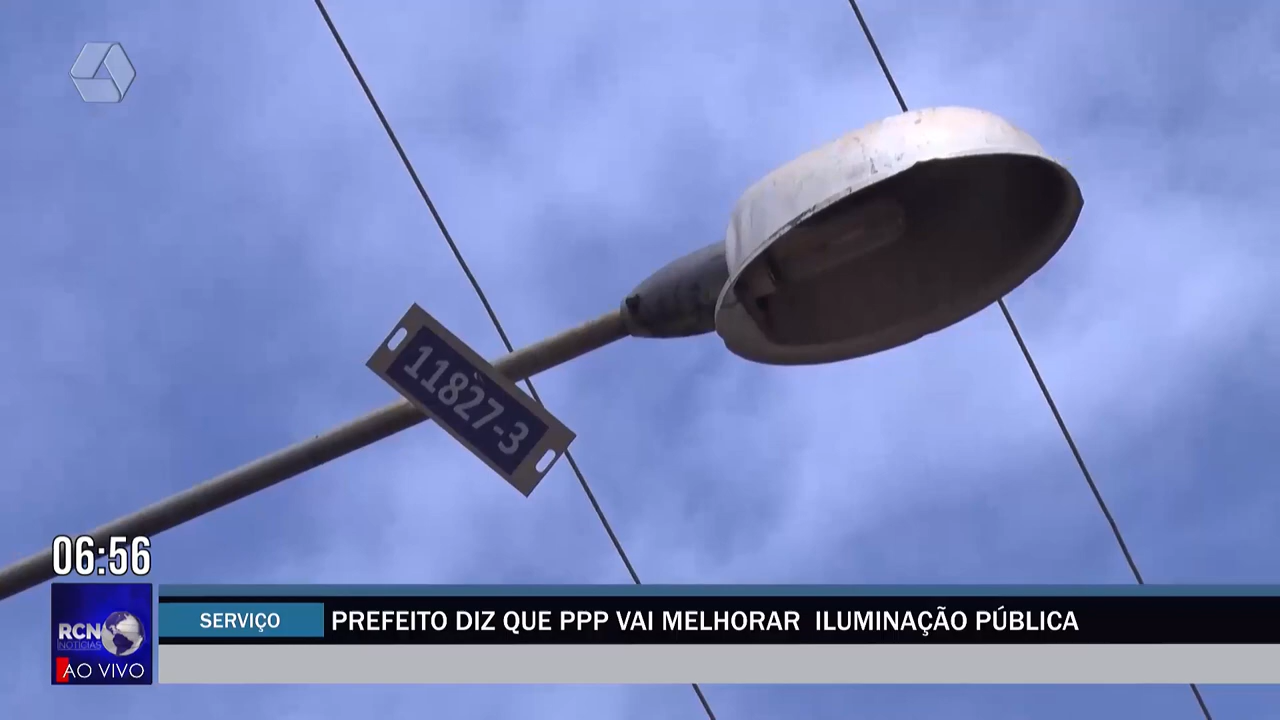 11827-3
06:56
SERVIÇO
PREFEITO DIZ QUE PPP VAI MELHORAR ILUMINAÇÃO PÚBLICA
RCN
NOTÍCIAS
AO VIVO